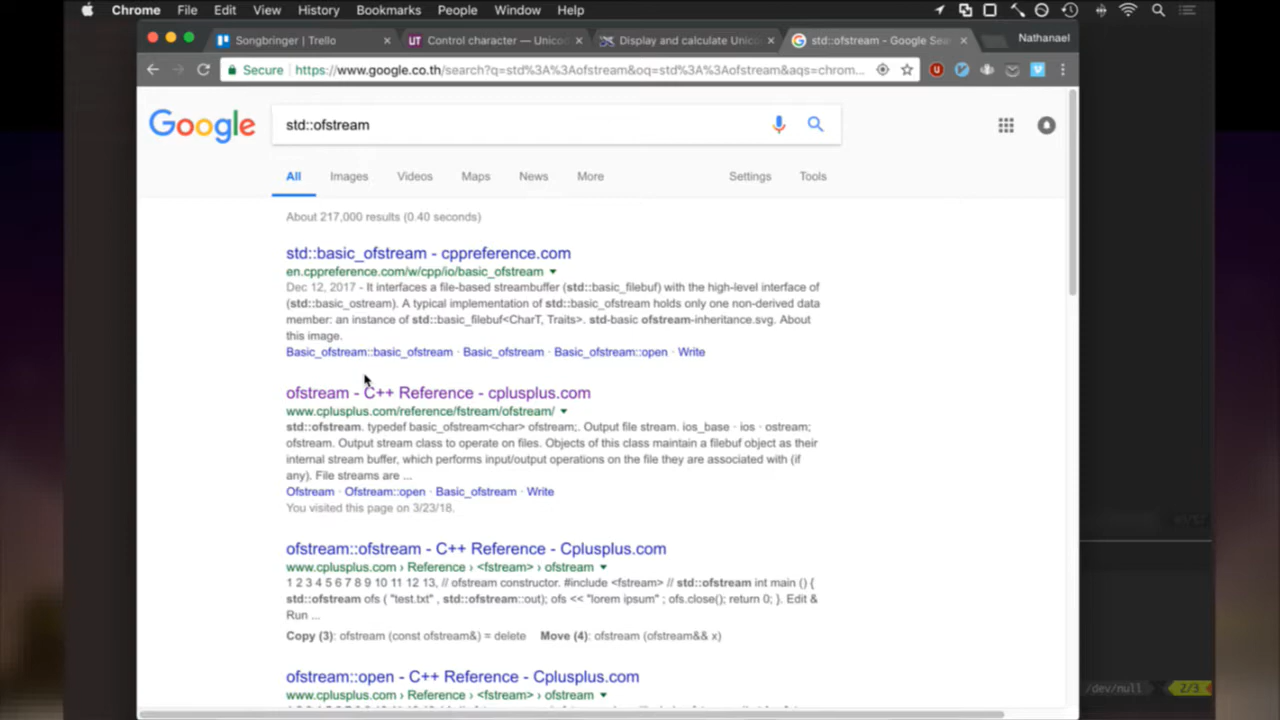 Chrome File Edit View History Bookmarks People Window Help
Songbringer | Trello
Control character — Unico
Display and calculate Unic
std::ofstream - Google Sea
Nathanael
Secure https://www.google.co.th/search?q=std%3A%3Aofstream&oq=std%3A%3Aofstream&aqs=chrom...
Google
std::ofstream
All Images Videos Maps News More Settings Tools
About 217,000 results (0.40 seconds)
std::basic_ofstream - cppreference.com
en.cppreference.com/w/cpp/io/basic_ofstream
Dec 12, 2017 - It interfaces a file-based streambuffer (std::basic_filebuf) with the high-level interface of
(std::basic_ostream). A typical implementation of std::basic_ofstream holds only one non-derived data
member: an instance of std::basic_filebuf<CharT, Traits>. std-basic ofstream-inheritance.svg. About
this image.
Basic_ofstream::basic_ofstream · Basic_ofstream · Basic_ofstream::open · Write
ofstream - C++ Reference - cplusplus.com
www.cplusplus.com/reference/fstream/ofstream/
std::ofstream. typedef basic_ofstream<char> ofstream;. Output file stream. ios_base · ios · ostream;
ofstream. Output stream class to operate on files. Objects of this class maintain a filebuf object as their
internal stream buffer, which performs input/output operations on the file they are associated with (if
any). File streams are ...
Ofstream · Ofstream::open · Basic_ofstream · Write
You visited this page on 3/23/18.
ofstream::ofstream - C++ Reference - Cplusplus.com
www.cplusplus.com › Reference › <fstream> › ofstream
1 2 3 4 5 6 7 8 9 10 11 12 13, // ofstream constructor. #include <fstream> // std::ofstream int main () {
std::ofstream ofs ( "test.txt" , std::ofstream::out); ofs << "lorem ipsum" ; ofs.close(); return 0; }. Edit &
Run ...
Copy (3): ofstream (const ofstream&) = delete Move (4): ofstream (ofstream&& x)
ofstream::open - C++ Reference - Cplusplus.com
www.cplusplus.com › Reference › <fstream> › ofstream
/dev/null 2/3